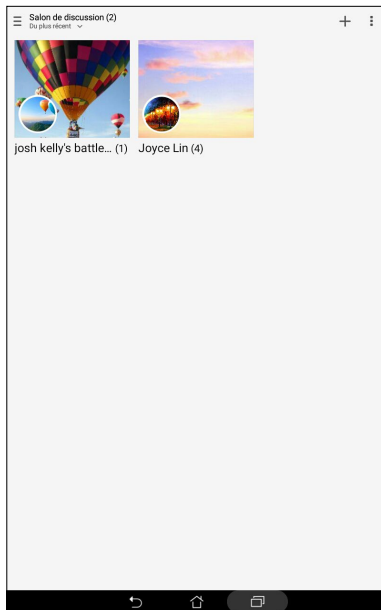 Salon de discussion (2)
Du plus récent
josh kelly's battle... (1)
Joyce Lin (4)